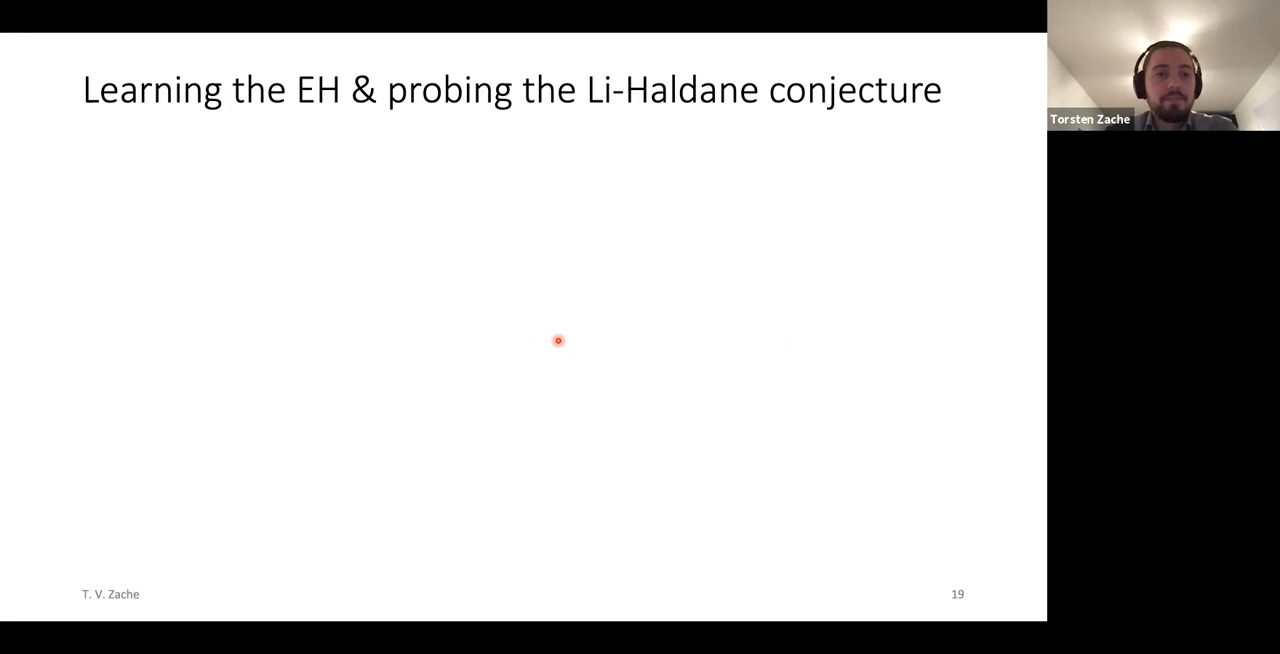 Learning the EH & probing the Li-Haldane conjecture
Torsten Zache
T. V. Zache
19